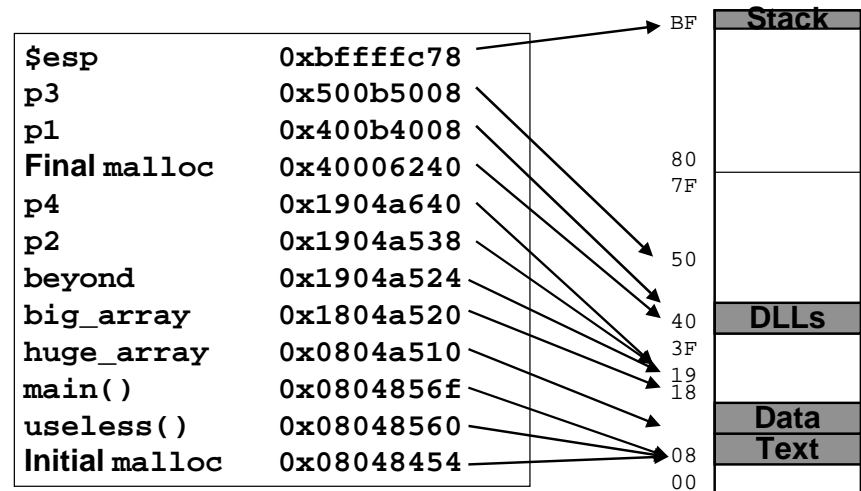 $esp 0xbffffc78
p3 0x500b5008
p1 0x400b4008
Final malloc 0x40006240
p4 0x1904a640
p2 0x1904a538
beyond 0x1904a524
big_array 0x1804a520
huge_array 0x0804a510
main() 0x0804856f
useless() 0x08048560
Initial malloc 0x08048454
BF Stack
80
7F
50
40 DLLs
3F
19
18
Data
08 Text
00